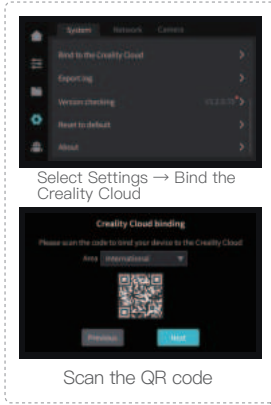 System Network Camera
Bind to the Creality Cloud
Export log
Version checking
Reset to default
About
Select Settings → Bind the
Creality Cloud
Creality Cloud binding
Please scan the code to bind your device to the Creality Cloud
Area International
Previous Next
Scan the QR code